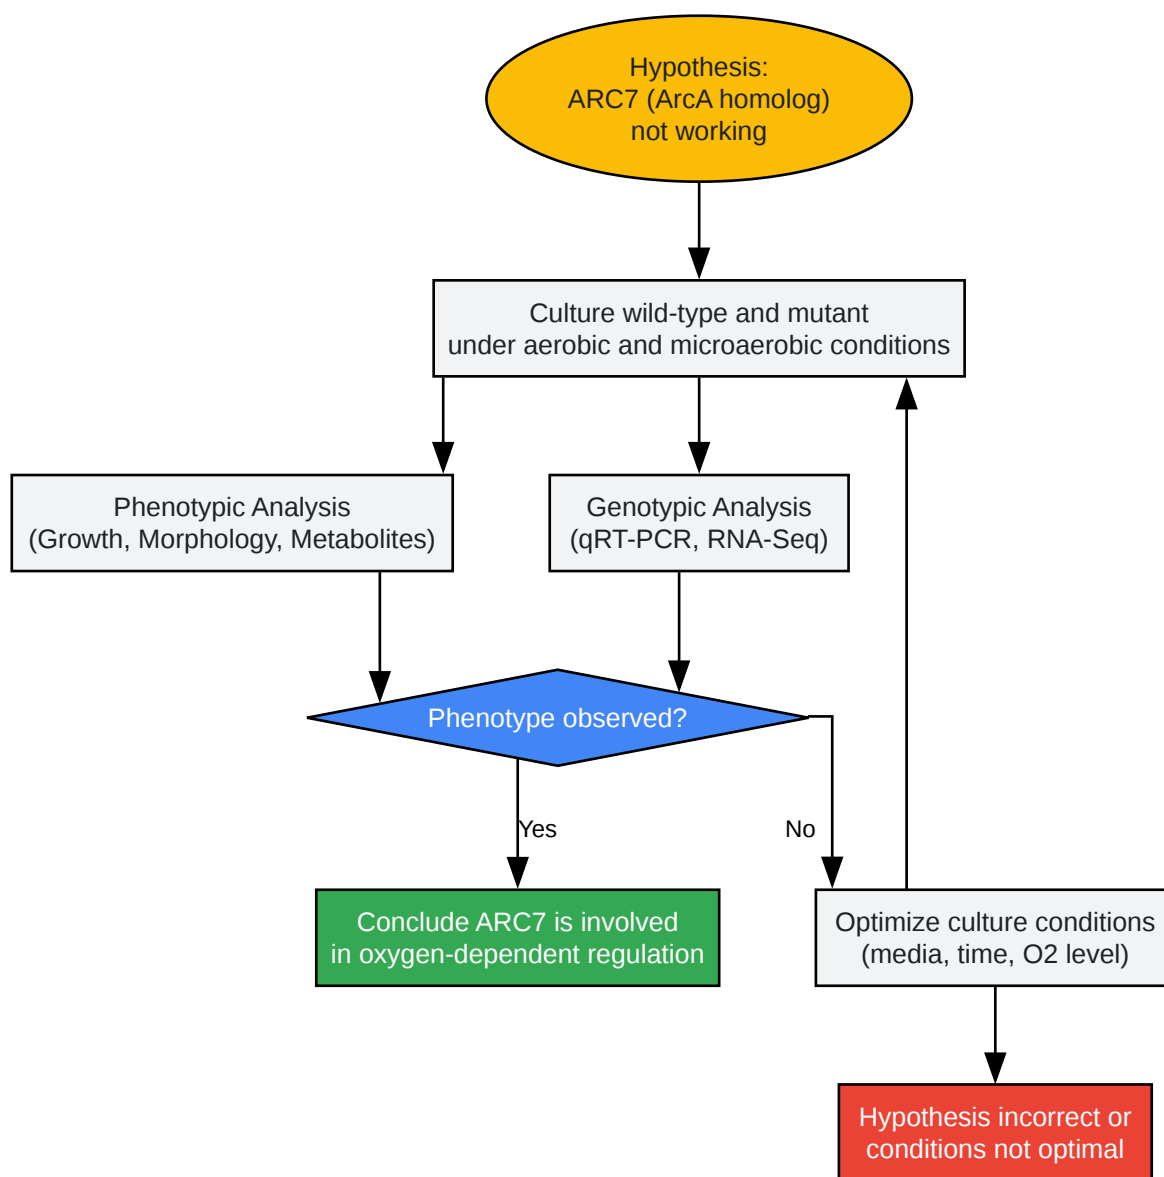 Hypothesis:
ARC7 (ArcA homolog)
not working
Culture wild-type and mutant
under aerobic and microaerobic conditions
Phenotypic Analysis
(Growth, Morphology, Metabolites)
Genotypic Analysis
(qRT-PCR, RNA-Seq)
Phenotype observed?
Yes
No
Conclude ARC7 is involved
in oxygen-dependent regulation
Optimize culture conditions
(media, time, O2 level)
Hypothesis incorrect or
conditions not optimal